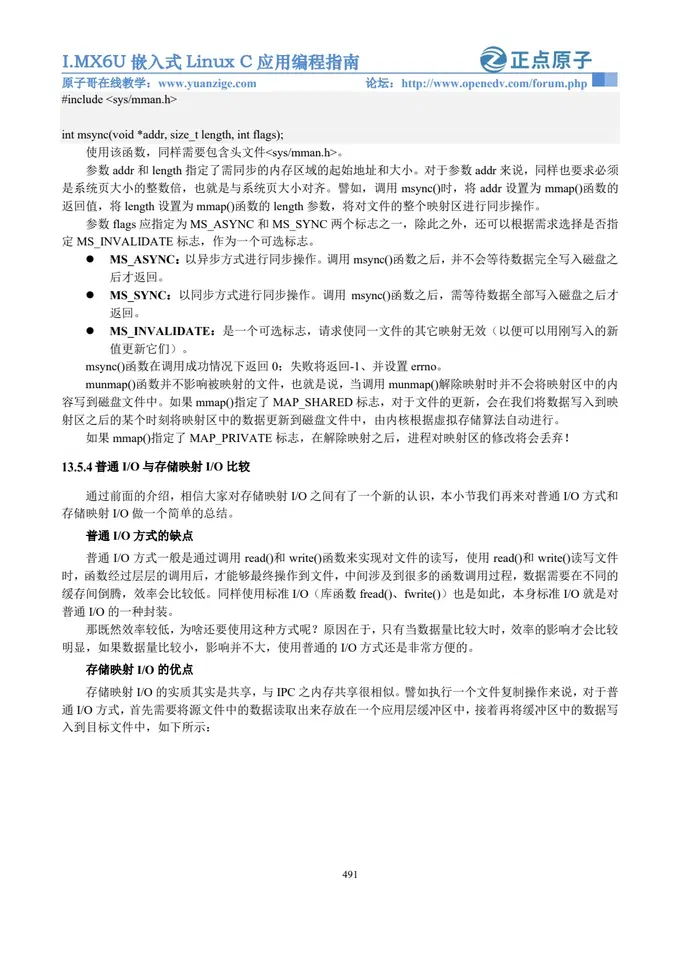 I.MX6U 嵌入式 Linux C 应用编程指南
正点原子
原子哥在线教学：www.yuanzige.com 论坛：http://www.openedv.com/forum.php
#include <sys/mman.h>
int msync(void *addr, size_t length, int flags);
使用该函数，同样需要包含头文件<sys/mman.h>。
参数 addr 和 length 指定了需同步的内存区域的起始地址和大小。对于参数 addr 来说，同样也要求必须
是系统页大小的整数倍，也就是与系统页大小对齐。譬如，调用 msync()时，将 addr 设置为 mmap()函数的
返回值，将 length 设置为 mmap()函数的 length 参数，将对文件的整个映射区进行同步操作。
参数 flags 应指定为 MS_ASYNC 和 MS_SYNC 两个标志之一，除此之外，还可以根据需求选择是否指
定 MS_INVALIDATE 标志，作为一个可选标志。
● MS_ASYNC：以异步方式进行同步操作。调用 msync()函数之后，并不会等待数据完全写入磁盘之
后才返回。
● MS_SYNC：以同步方式进行同步操作。调用 msync()函数之后，需等待数据全部写入磁盘之后才
返回。
● MS_INVALIDATE：是一个可选标志，请求使同一文件的其它映射无效（以便可以用刚写入的新
值更新它们）。
msync()函数在调用成功情况下返回 0；失败将返回-1、并设置 errno。
munmap()函数并不影响被映射的文件，也就是说，当调用 munmap()解除映射时并不会将映射区中的内
容写到磁盘文件中。如果 mmap()指定了 MAP_SHARED 标志，对于文件的更新，会在我们将数据写入到映
射区之后的某个时刻将映射区中的数据更新到磁盘文件中，由内核根据虚拟存储算法自动进行。
如果 mmap()指定了 MAP_PRIVATE 标志，在解除映射之后，进程对映射区的修改将会丢弃！
13.5.4 普通 I/O 与存储映射 I/O 比较
通过前面的介绍，相信大家对存储映射 I/O 之间有了一个新的认识，本小节我们再来对普通 I/O 方式和
存储映射 I/O 做一个简单的总结。
普通 I/O 方式的缺点
普通 I/O 方式一般是通过调用 read()和 write()函数来实现对文件的读写，使用 read()和 write()读写文件
时，函数经过层层的调用后，才能够最终操作到文件，中间涉及到很多的函数调用过程，数据需要在不同的
缓存间倒腾，效率会比较低。同样使用标准 I/O（库函数 fread()、fwrite()）也是如此，本身标准 I/O 就是对
普通 I/O 的一种封装。
那既然效率较低，为啥还要使用这种方式呢？原因在于，只有当数据量比较大时，效率的影响才会比较
明显，如果数据量比较小，影响并不大，使用普通的 I/O 方式还是非常方便的。
存储映射 I/O 的优点
存储映射 I/O 的实质其实是共享，与 IPC 之内存共享很相似。譬如执行一个文件复制操作来说，对于普
通 I/O 方式，首先需要将源文件中的数据读取出来存放在一个应用层缓冲区中，接着再将缓冲区中的数据写
入到目标文件中，如下所示：
491